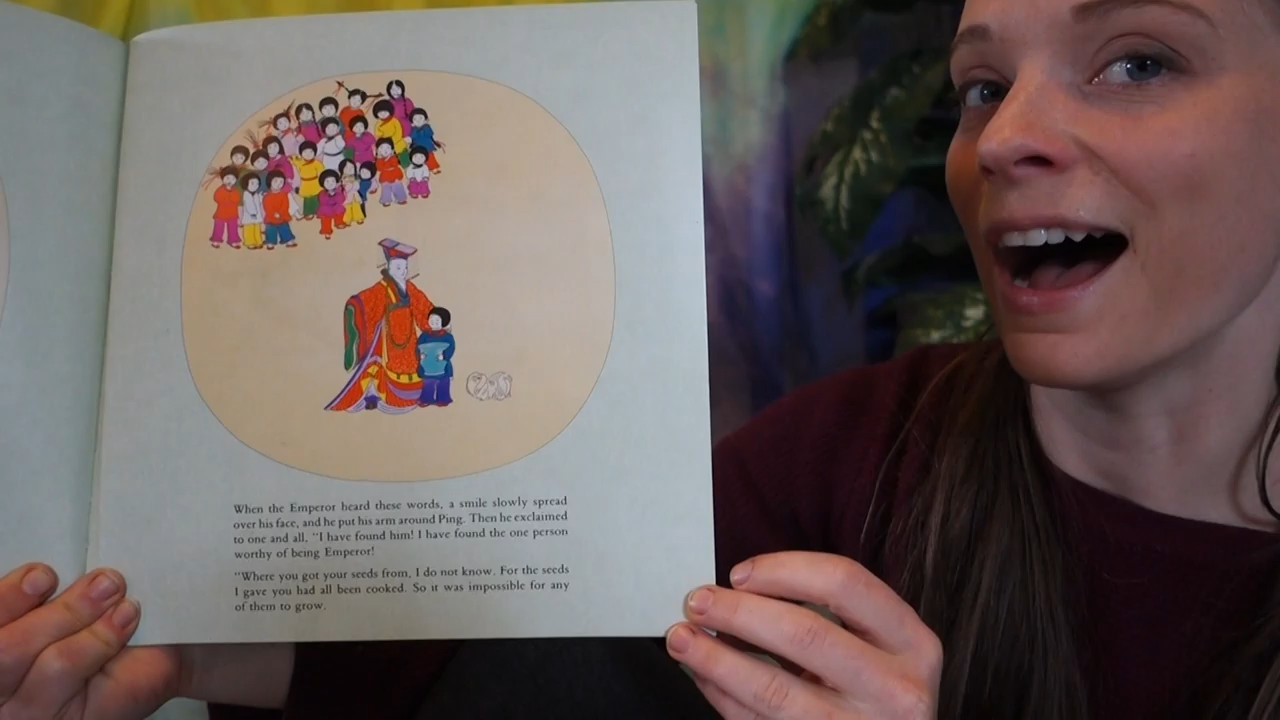 When the Emperor heard these words, a smile slowly spread
over his face, and he put his arm around Ping. Then he exclaimed
to one and all, "I have found him! I have found the one person
worthy of being Emperor!
"Where you got your seeds from, I do not know. For the seeds
I gave you had all been cooked. So it was impossible for any
of them to grow.